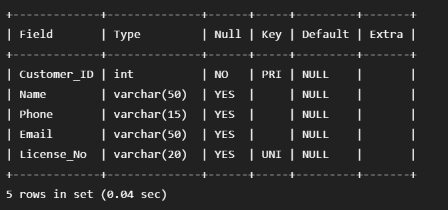 +-------------+-------------+------+-----+---------+-------+
| Field       | Type        | Null | Key | Default | Extra |
+-------------+-------------+------+-----+---------+-------+
| Customer_ID | int         | NO   | PRI | NULL    |       |
| Name        | varchar(50) | YES  |     | NULL    |       |
| Phone       | varchar(15) | YES  |     | NULL    |       |
| Email       | varchar(50) | YES  |     | NULL    |       |
| License_No  | varchar(20) | YES  | UNI | NULL    |       |
+-------------+-------------+------+-----+---------+-------+
5 rows in set (0.04 sec)